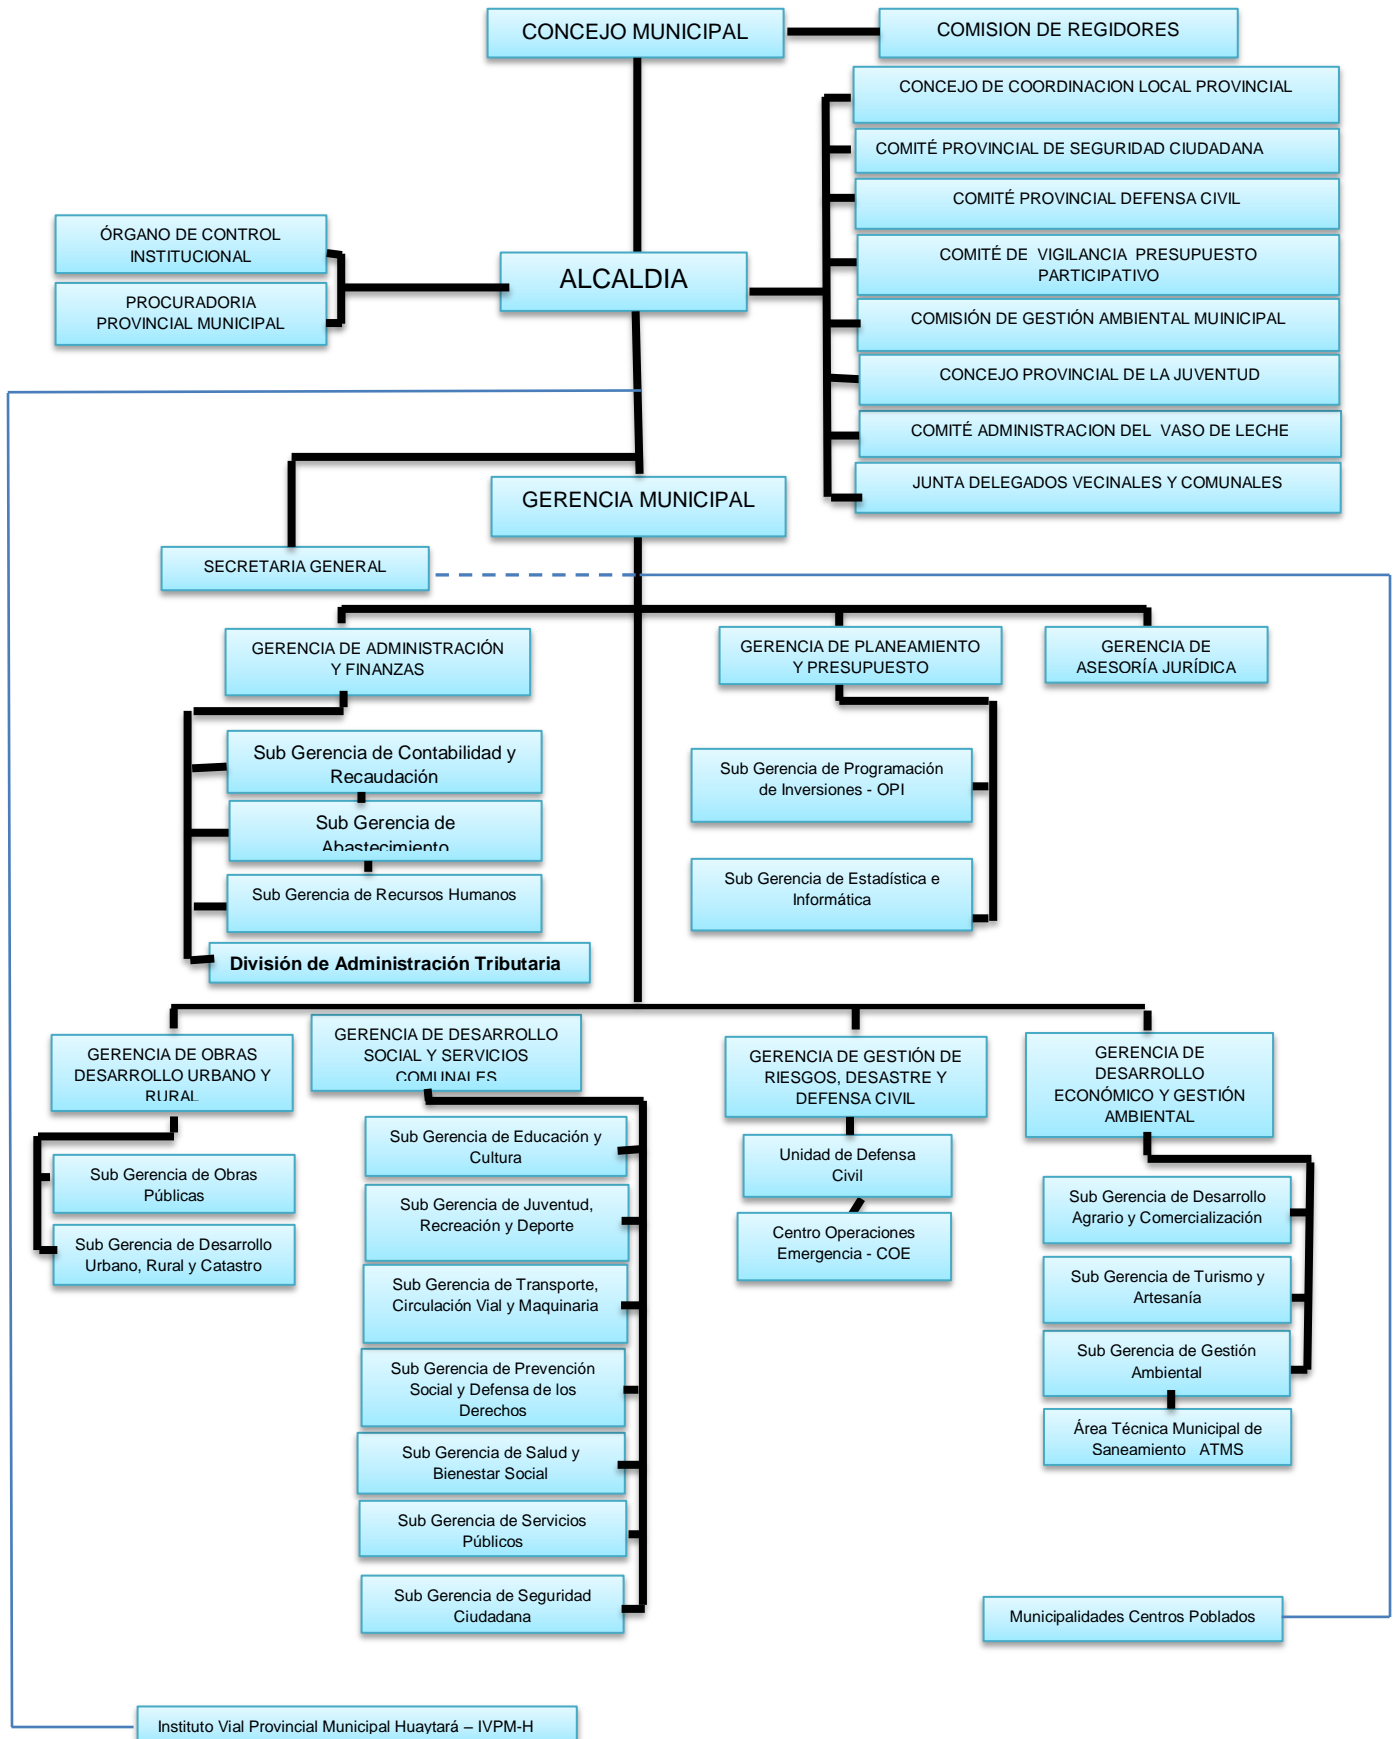 CONCEJO MUNICIPAL
COMISION DE REGIDORES
CONCEJO DE COORDINACION LOCAL PROVINCIAL
COMITÉ PROVINCIAL DE SEGURIDAD CIUDADANA
COMITÉ PROVINCIAL DEFENSA CIVIL
COMITÉ DE VIGILANCIA PRESUPUESTO
PARTICIPATIVO
COMISIÓN DE GESTIÓN AMBIENTAL MUINICIPAL
CONCEJO PROVINCIAL DE LA JUVENTUD
COMITÉ ADMINISTRACION DEL VASO DE LECHE
JUNTA DELEGADOS VECINALES Y COMUNALES
ÓRGANO DE CONTROL
INSTITUCIONAL
PROCURADORIA
PROVINCIAL MUNICIPAL
ALCALDIA
GERENCIA MUNICIPAL
SECRETARIA GENERAL
GERENCIA DE ADMINISTRACIÓN
Y FINANZAS
GERENCIA DE PLANEAMIENTO
Y PRESUPUESTO
GERENCIA DE
ASESORÍA JURÍDICA
Sub Gerencia de Contabilidad y
Recaudación
Sub Gerencia de
Abastecimiento
Sub Gerencia de Recursos Humanos
División de Administración Tributaria
Sub Gerencia de Programación
de Inversiones - OPI
Sub Gerencia de Estadística e
Informática
GERENCIA DE OBRAS
DESARROLLO URBANO Y
RURAL
GERENCIA DE DESARROLLO
SOCIAL Y SERVICIOS
COMUNALES
GERENCIA DE GESTIÓN DE
RIESGOS, DESASTRE Y
DEFENSA CIVIL
GERENCIA DE
DESARROLLO
ECONÓMICO Y GESTIÓN
AMBIENTAL
Sub Gerencia de Obras
Públicas
Sub Gerencia de Desarrollo
Urbano, Rural y Catastro
Sub Gerencia de Educación y
Cultura
Sub Gerencia de Juventud,
Recreación y Deporte
Sub Gerencia de Transporte,
Circulación Vial y Maquinaria
Sub Gerencia de Prevención
Social y Defensa de los
Derechos
Sub Gerencia de Salud y
Bienestar Social
Sub Gerencia de Servicios
Públicos
Sub Gerencia de Seguridad
Ciudadana
Unidad de Defensa
Civil
Centro Operaciones
Emergencia - COE
Sub Gerencia de Desarrollo
Agrario y Comercialización
Sub Gerencia de Turismo y
Artesanía
Sub Gerencia de Gestión
Ambiental
Área Técnica Municipal de
Saneamiento ATMS
Municipalidades Centros Poblados
Instituto Vial Provincial Municipal Huaytará – IVPM-H